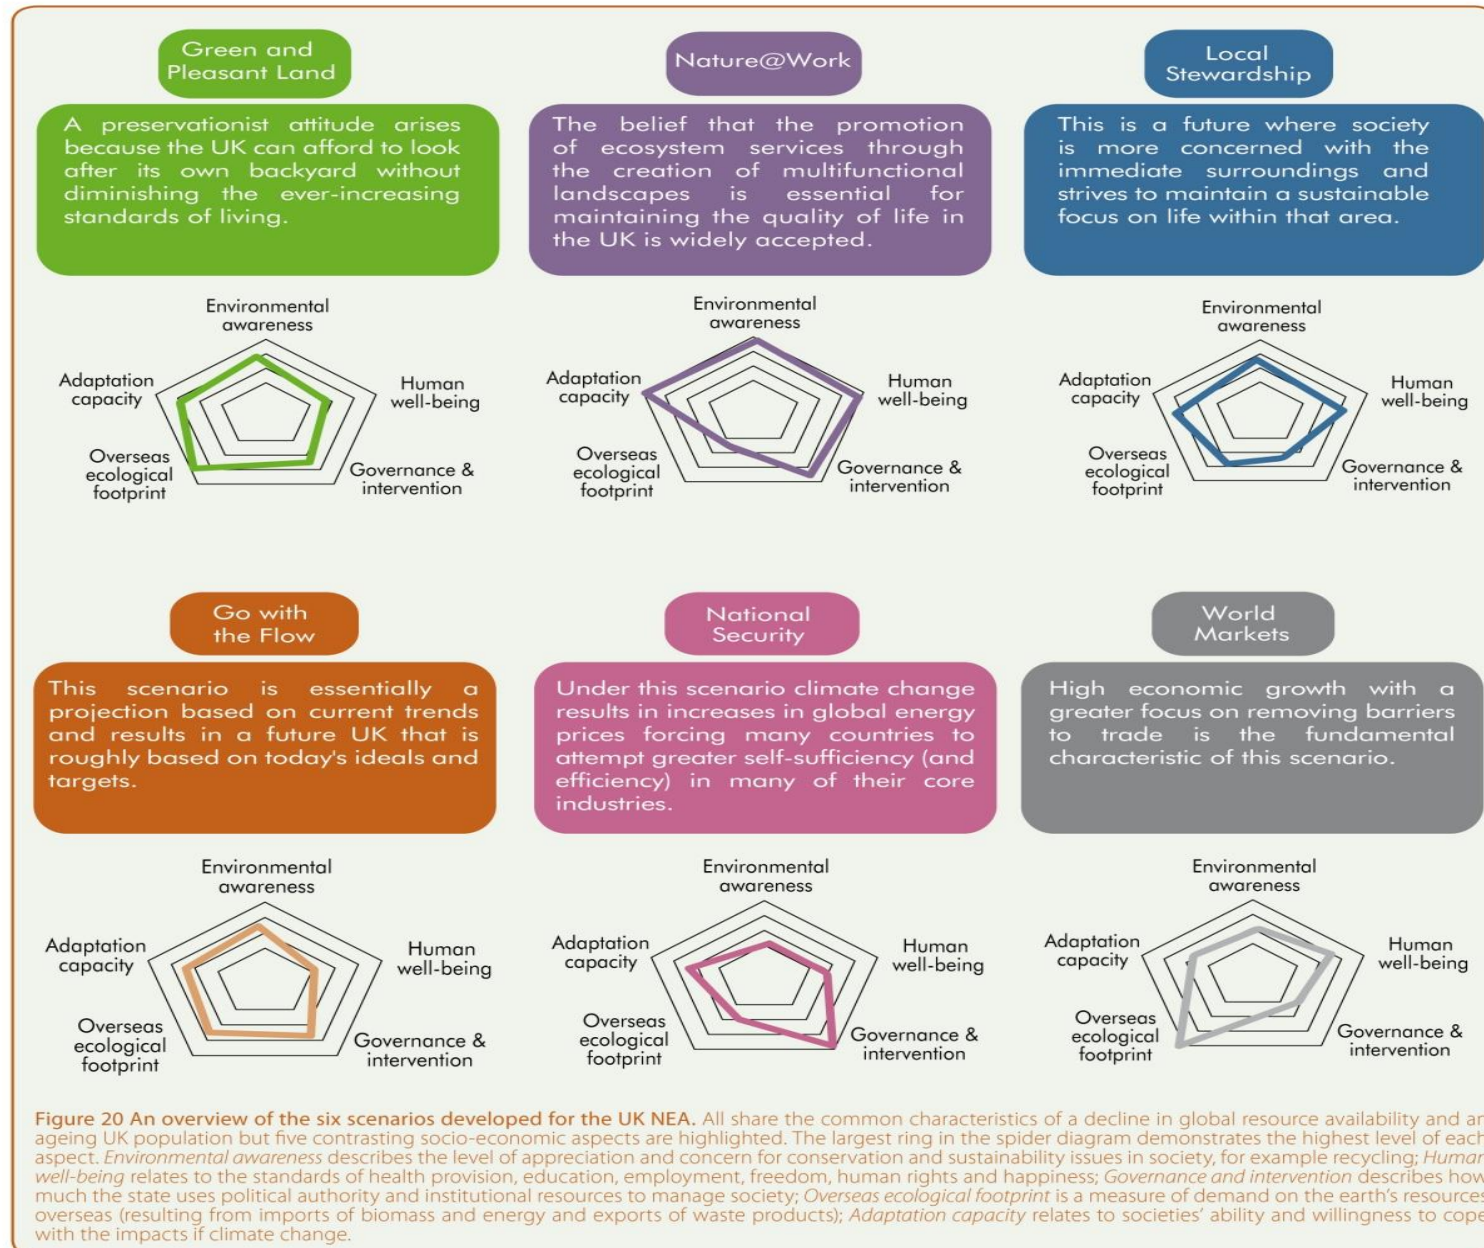 Green and
Pleasant Land
A preservationist attitude arises
because the UK can afford to look
after its own backyard without
diminishing the ever-increasing
standards of living.
Environmental
awareness
Adaptation
capacity
Human
well-being
Overseas
ecological
footprint
Governance &
intervention
Nature@Work
The belief that the promotion
of ecosystem services through
the creation of multifunctional
landscapes is essential for
maintaining the quality of life in
the UK is widely accepted.
Environmental
awareness
Adaptation
capacity
Human
well-being
Overseas
ecological
footprint
Governance &
intervention
Local
Stewardship
This is a future where society
is more concerned with the
immediate surroundings and
strives to maintain a sustainable
focus on life within that area.
Environmental
awareness
Adaptation
capacity
Human
well-being
Overseas
ecological
footprint
Governance &
intervention
Go with
the Flow
This scenario is essentially a
projection based on current trends
and results in a future UK that is
roughly based on today's ideals and
targets.
Environmental
awareness
Adaptation
capacity
Human
well-being
Overseas
ecological
footprint
Governance &
intervention
National
Security
Under this scenario climate change
results in increases in global energy
prices forcing many countries to
attempt greater self-sufficiency (and
efficiency) in many of their core
industries.
Environmental
awareness
Adaptation
capacity
Human
well-being
Overseas
ecological
footprint
Governance &
intervention
World
Markets
High economic growth with a
greater focus on removing barriers
to trade is the fundamental
characteristic of this scenario.
Environmental
awareness
Adaptation
capacity
Human
well-being
Overseas
ecological
footprint
Governance &
intervention
Figure 20 An overview of the six scenarios developed for the UK NEA. All share the common characteristics of a decline in global resource availability and an
ageing UK population but five contrasting socio-economic aspects are highlighted. The largest ring in the spider diagram demonstrates the highest level of each
aspect. Environmental awareness describes the level of appreciation and concern for conservation and sustainability issues in society, for example recycling; Human
well-being relates to the standards of health provision, education, employment, freedom, human rights and happiness; Governance and intervention describes how
much the state uses political authority and institutional resources to manage society; Overseas ecological footprint is a measure of demand on the earth's resources
overseas (resulting from imports of biomass and energy and exports of waste products); Adaptation capacity relates to societies' ability and willingness to cope
with the impacts if climate change.